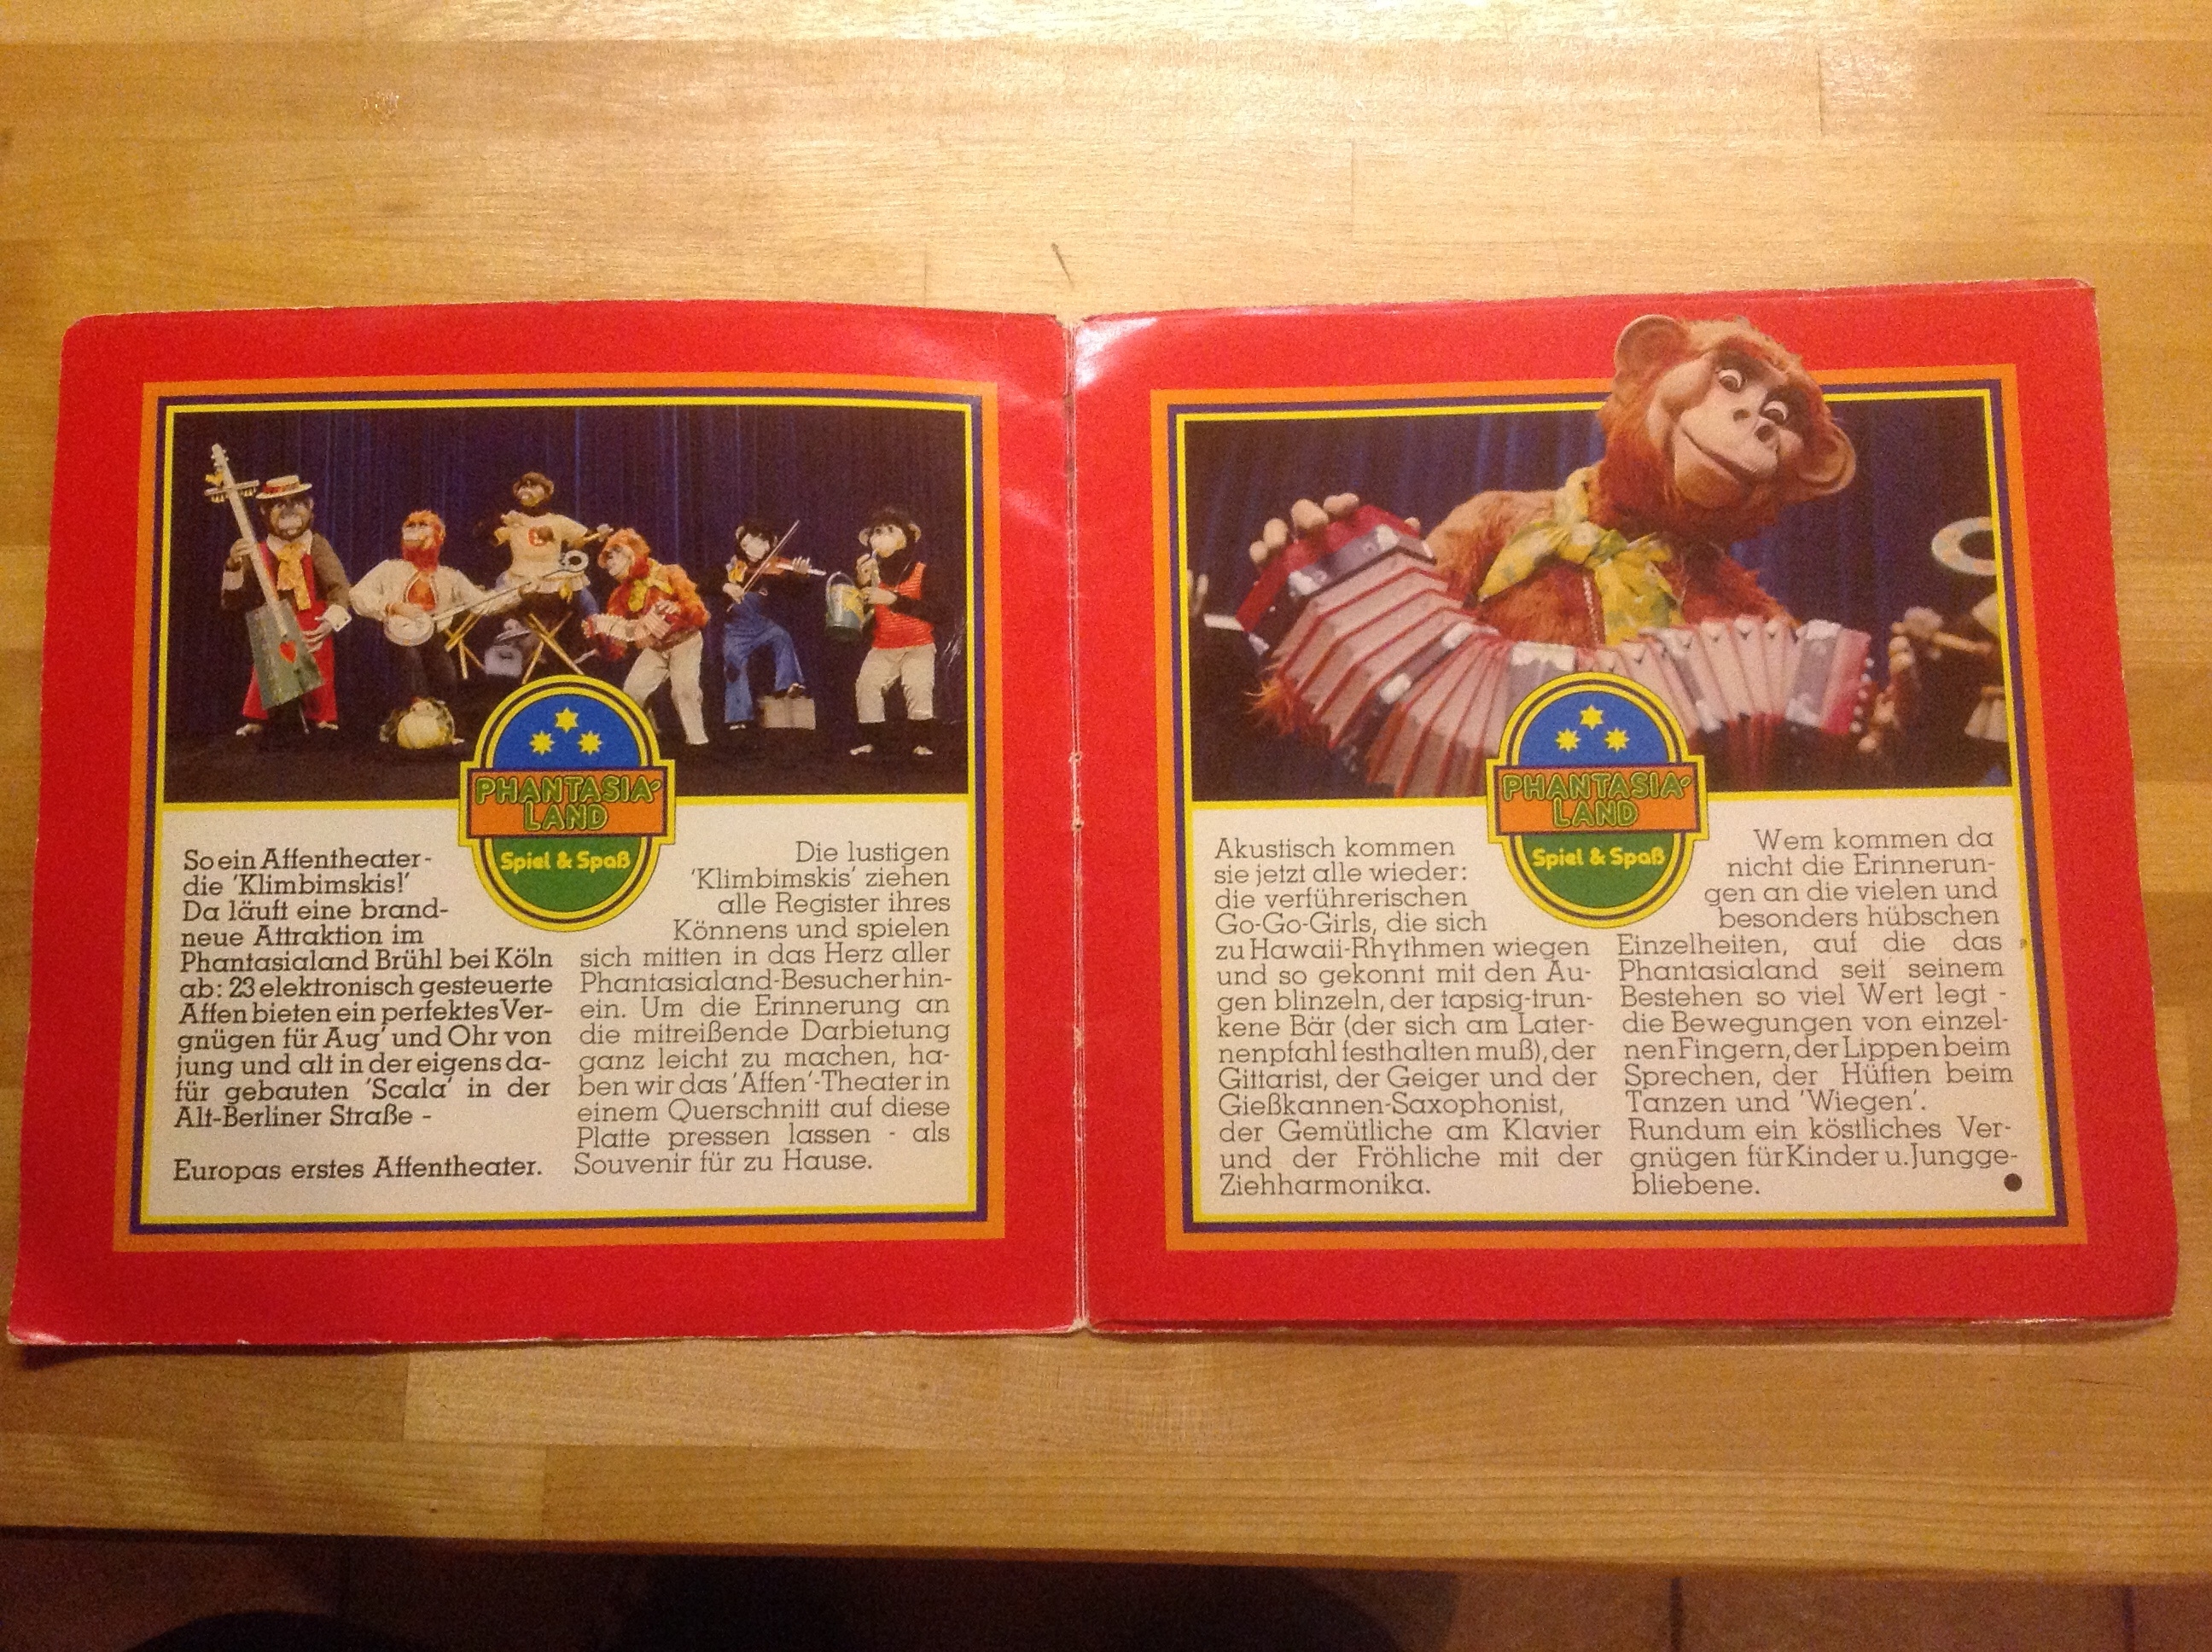 PHANTASIA-
LAND
Spiel & Spaß
So ein Affentheater-
die 'Klimbimskis!'
Da läuft eine brand-
neue Attraktion im
Phantasialand Brühl bei Köln
ab: 23 elektronisch gesteuerte
Affen bieten ein perfektes Ver-
gnügen für Aug' und Ohr von
jung und alt in der eigens da-
für gebauten 'Scala' in der
Alt-Berliner Straße -
Europas erstes Affentheater.
Die lustigen
'Klimbimskis' ziehen
alle Register ihres
Könnens und spielen
sich mitten in das Herz aller
Phantasialand-Besucher hin-
ein. Um die Erinnerung an
die mitreißende Darbietung
ganz leicht zu machen, ha-
ben wir das 'Affen'-Theater in
einem Querschnitt auf diese
Platte pressen lassen - als
Souvenir für zu Hause.
PHANTASIA-
LAND
Spiel & Spaß
Akustisch kommen
sie jetzt alle wieder:
die verführerischen
Go-Go-Girls, die sich
zu Hawaii-Rhythmen wiegen
und so gekonnt mit den Au-
gen blinzeln, der tapsig-trun-
kene Bär (der sich am Later-
nenpfahl festhalten muß), der
Gittarist, der Geiger und der
Gießkannen-Saxophonist,
der Gemütliche am Klavier
und der Fröhliche mit der
Ziehharmonika.
Wem kommen da
nicht die Erinnerun-
gen an die vielen und
besonders hübschen
Einzelheiten, auf die das
Phantasialand seit seinem
Bestehen so viel Wert legt -
die Bewegungen von einzel-
nen Fingern, der Lippen beim
Sprechen, der Hüften beim
Tanzen und 'Wiegen'.
Rundum ein köstliches Ver-
gnügen für Kinder u. Jungge-
bliebene.